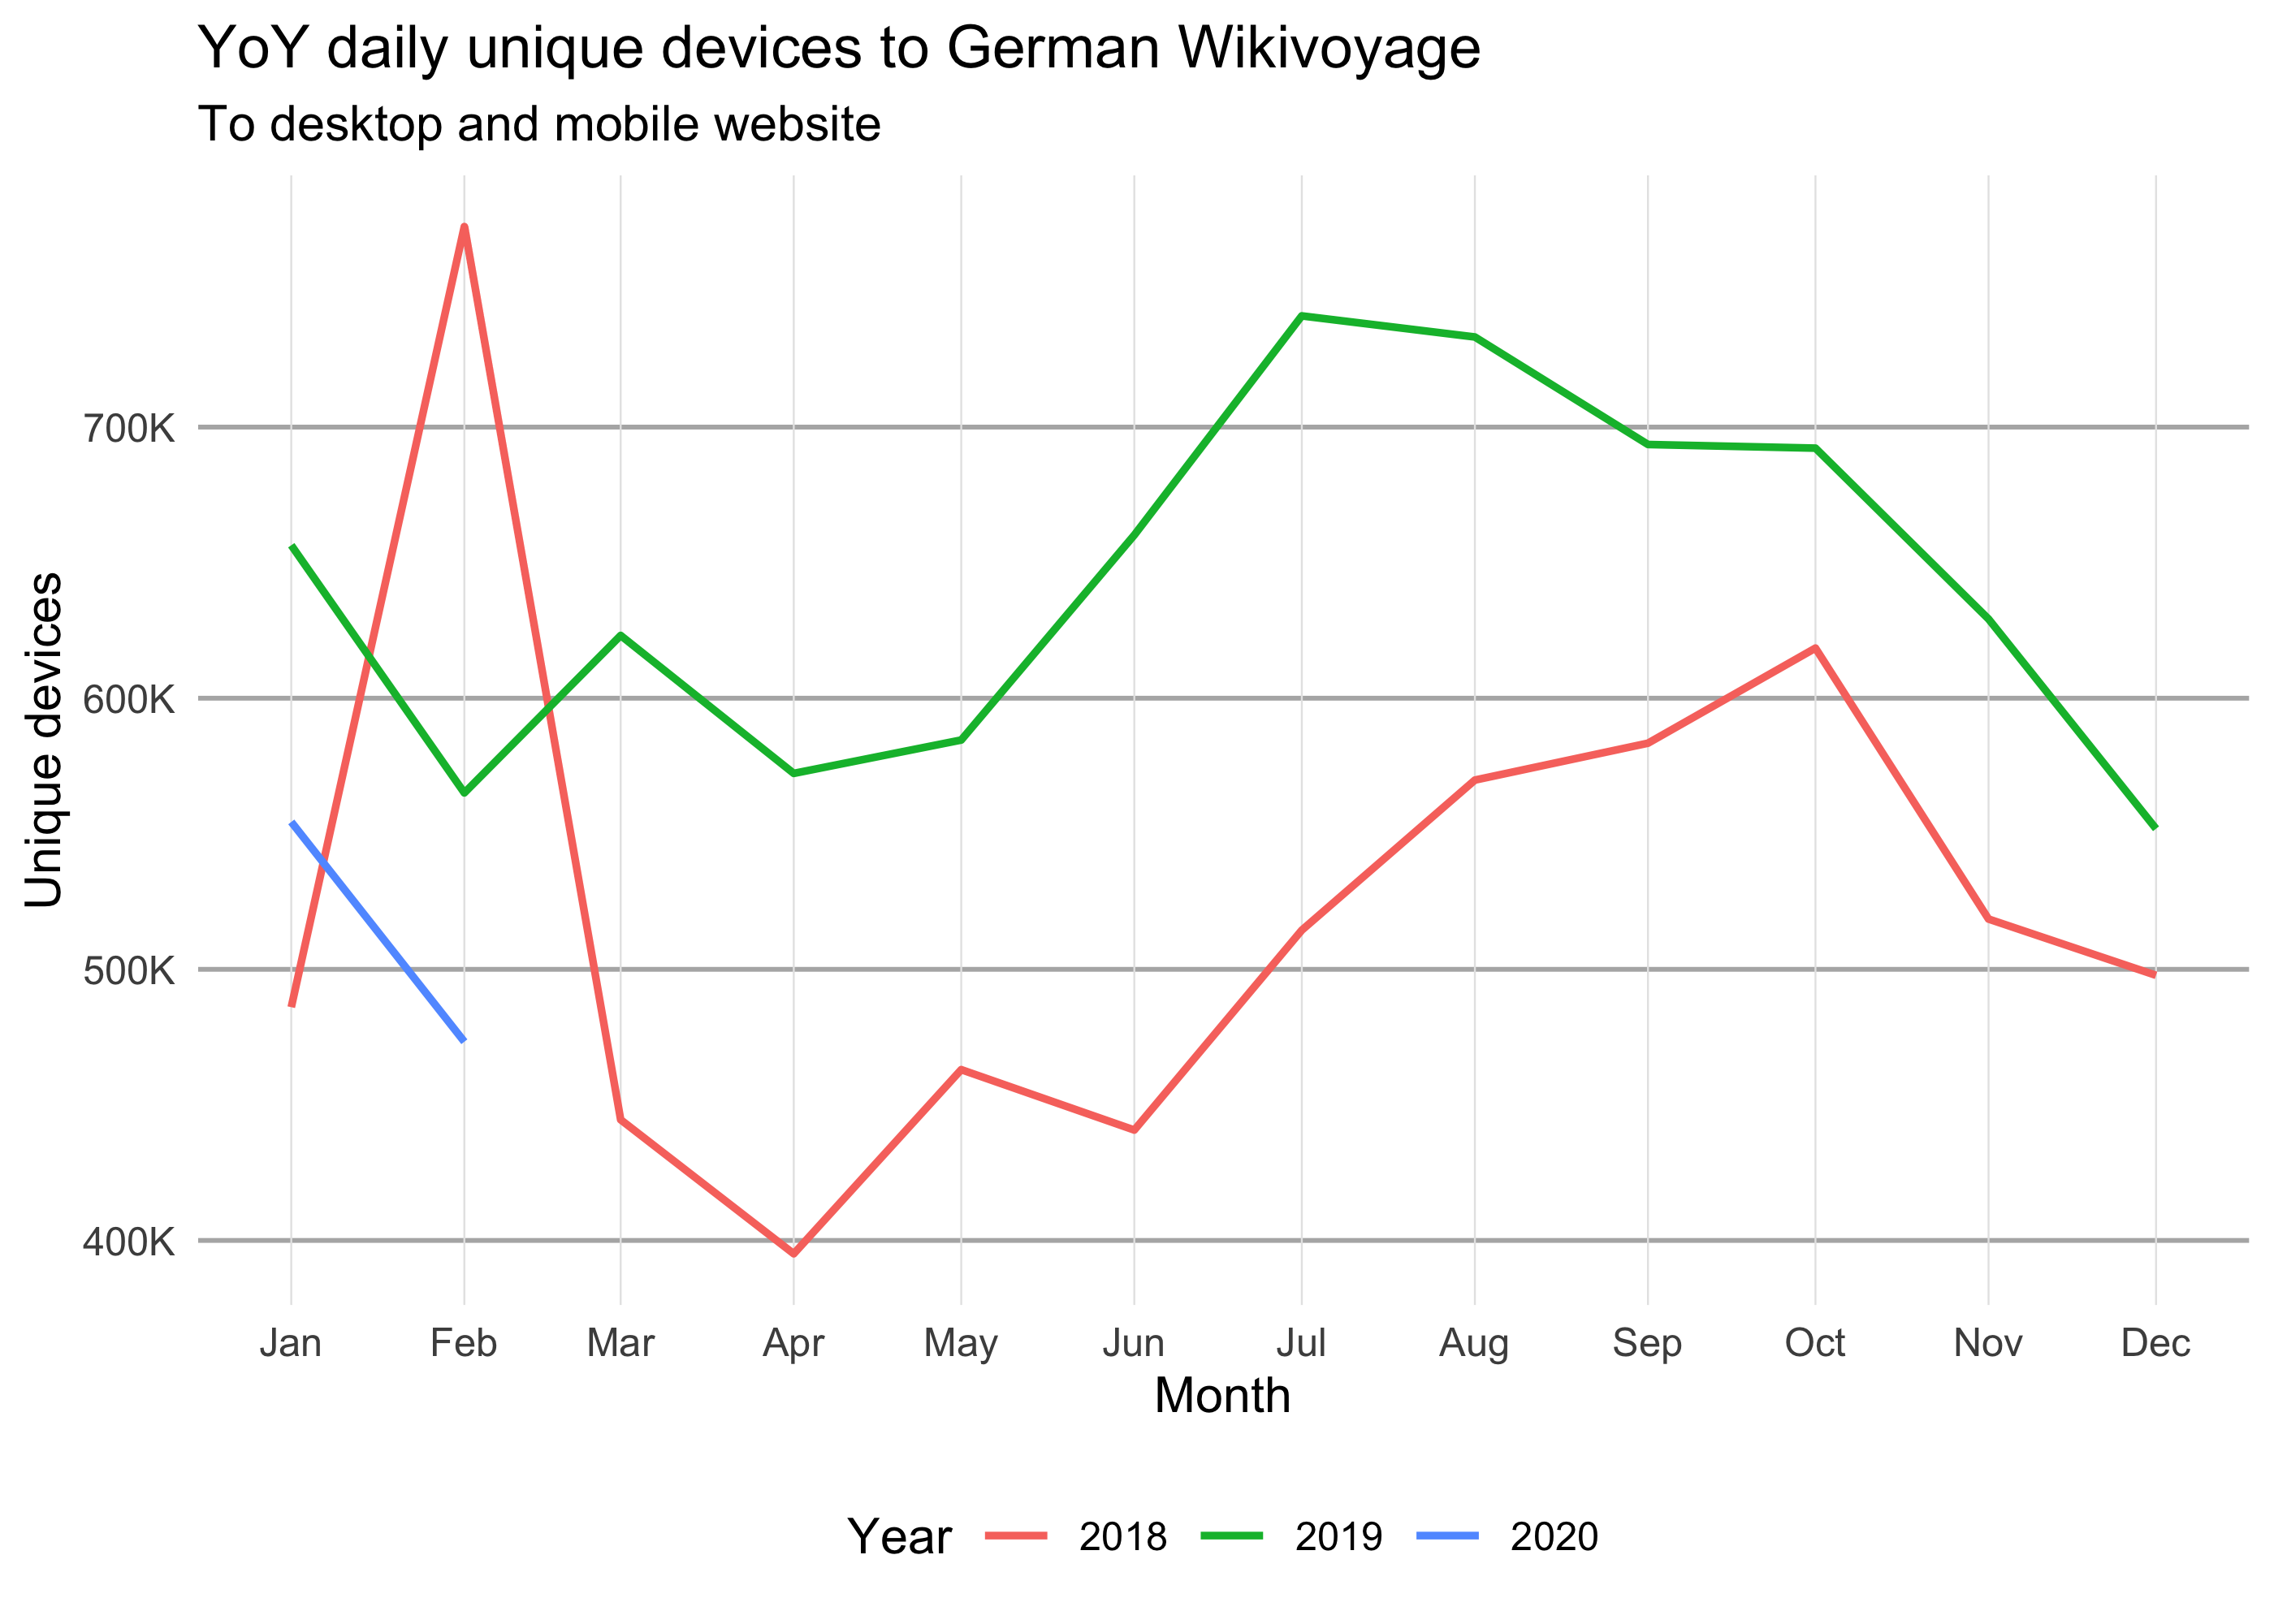 YoY daily unique devices to German Wikivoyage
To desktop and mobile website
Unique devices
700K
600K
500K
400K
Jan Feb Mar Apr May Jun Jul Aug Sep Oct Nov Dec
Month
Year 2018 2019 2020